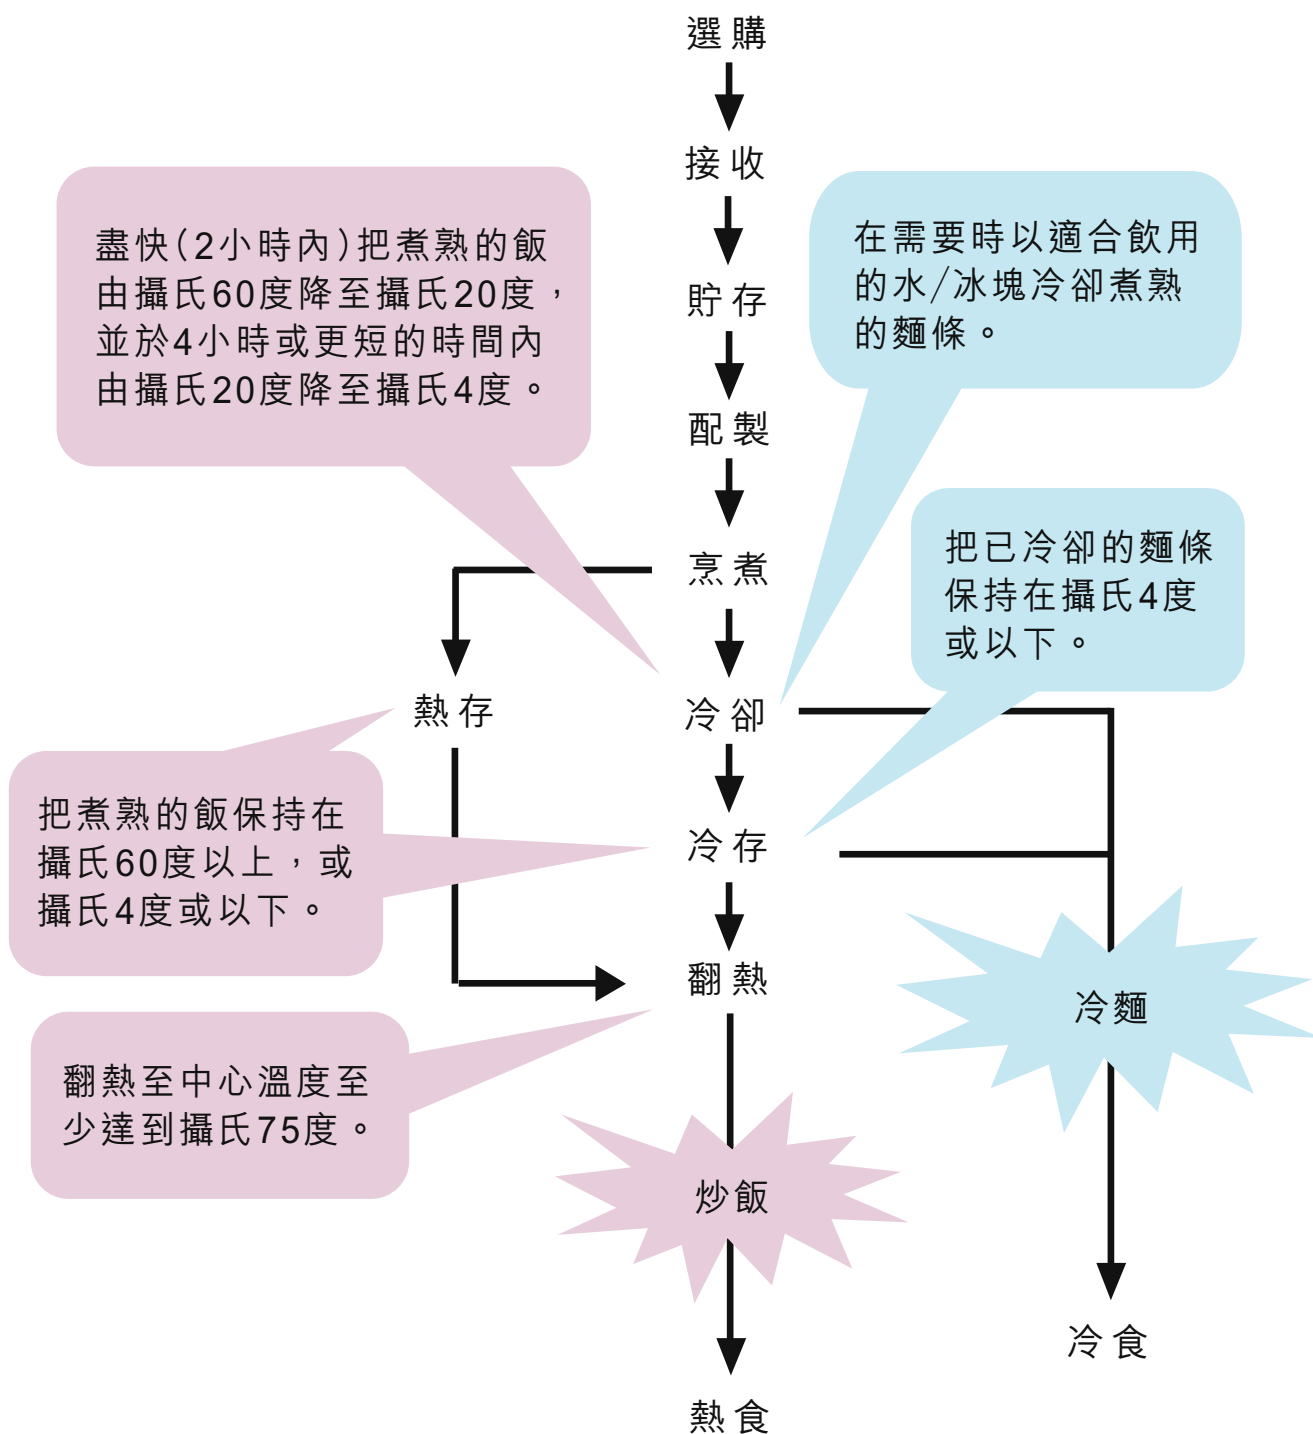 選購
接收
盡快(2小時內)把煮熟的飯
由攝氏60度降至攝氏20度，
並於4小時或更短的時間內
由攝氏20度降至攝氏4度。
在需要時以適合飲用
的水/冰塊冷卻煮熟
的麵條。
貯存
配製
烹煮
把已冷卻的麵條
保持在攝氏4度
或以下。
熱存
冷卻
把煮熟的飯保持在
攝氏60度以上，或
攝氏4度或以下。
冷存
翻熱
冷麵
翻熱至中心溫度至
少達到攝氏75度。
炒飯
冷食
熱食